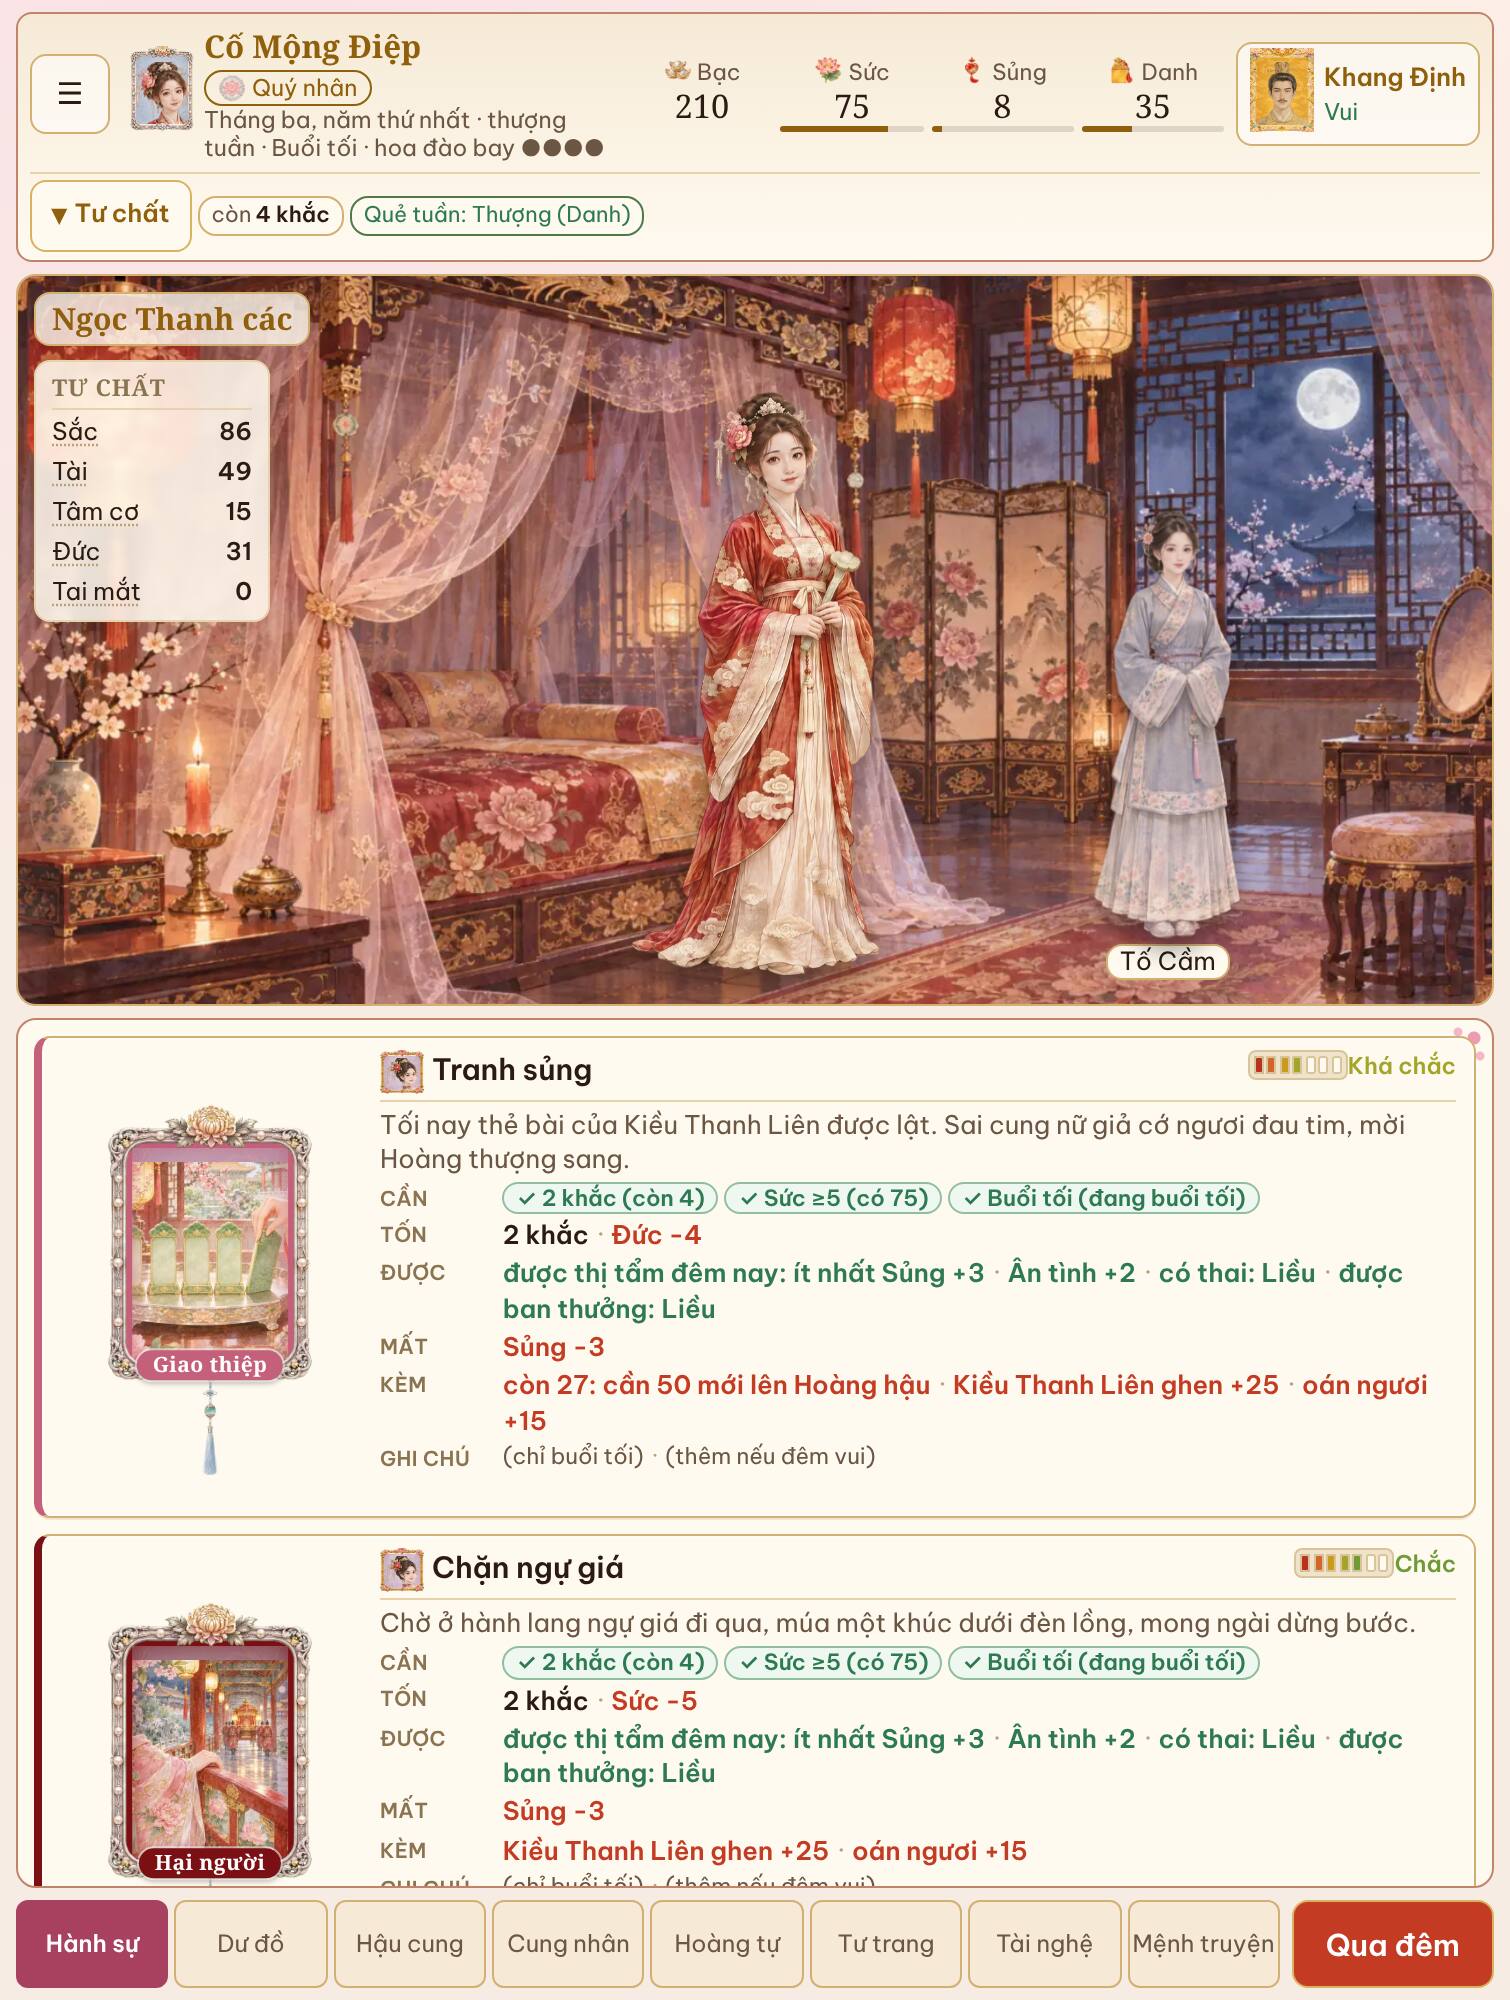 ☰
Cố Mộng Điệp
Quý nhân
Tháng ba, năm thứ nhất · thượng
tuần · Buổi tối · hoa đào bay ●●●●
Bạc
210
Sức
75
Sủng
8
Danh
35
Khang Định
Vui
▼ Tư chất
còn 4 khắc
Quẻ tuần: Thượng (Danh)
Ngọc Thanh các
TƯ CHẤT
Sắc 86
Tài 49
Tâm cơ 15
Đức 31
Tai mắt 0
Tố Cầm
Tranh sủng
Khá chắc
Tối nay thẻ bài của Kiều Thanh Liên được lật. Sai cung nữ giả cớ ngươi đau tim, mời
Hoàng thượng sang.
CẦN ✓ 2 khắc (còn 4) ✓ Sức ≥5 (có 75) ✓ Buổi tối (đang buổi tối)
TỐN 2 khắc · Đức -4
ĐƯỢC được thị tẩm đêm nay: ít nhất Sủng +3 · Ân tình +2 · có thai: Liều · được
ban thưởng: Liều
MẤT Sủng -3
KÈM còn 27: cần 50 mới lên Hoàng hậu · Kiều Thanh Liên ghen +25 · oán ngươi
+15
GHI CHÚ (chỉ buổi tối) · (thêm nếu đêm vui)
Giao thiệp
Chặn ngự giá
Chắc
Chờ ở hành lang ngự giá đi qua, múa một khúc dưới đèn lồng, mong ngài dừng bước.
CẦN ✓ 2 khắc (còn 4) ✓ Sức ≥5 (có 75) ✓ Buổi tối (đang buổi tối)
TỐN 2 khắc · Sức -5
ĐƯỢC được thị tẩm đêm nay: ít nhất Sủng +3 · Ân tình +2 · có thai: Liều · được
ban thưởng: Liều
MẤT Sủng -3
KÈM Kiều Thanh Liên ghen +25 · oán ngươi +15
GHI CHÚ (chỉ buổi tối) · (thêm nếu đêm vui)
Hại người
Hành sự
Dư đồ
Hậu cung
Cung nhân
Hoàng tự
Tư trang
Tài nghệ
Mệnh truyện
Qua đêm